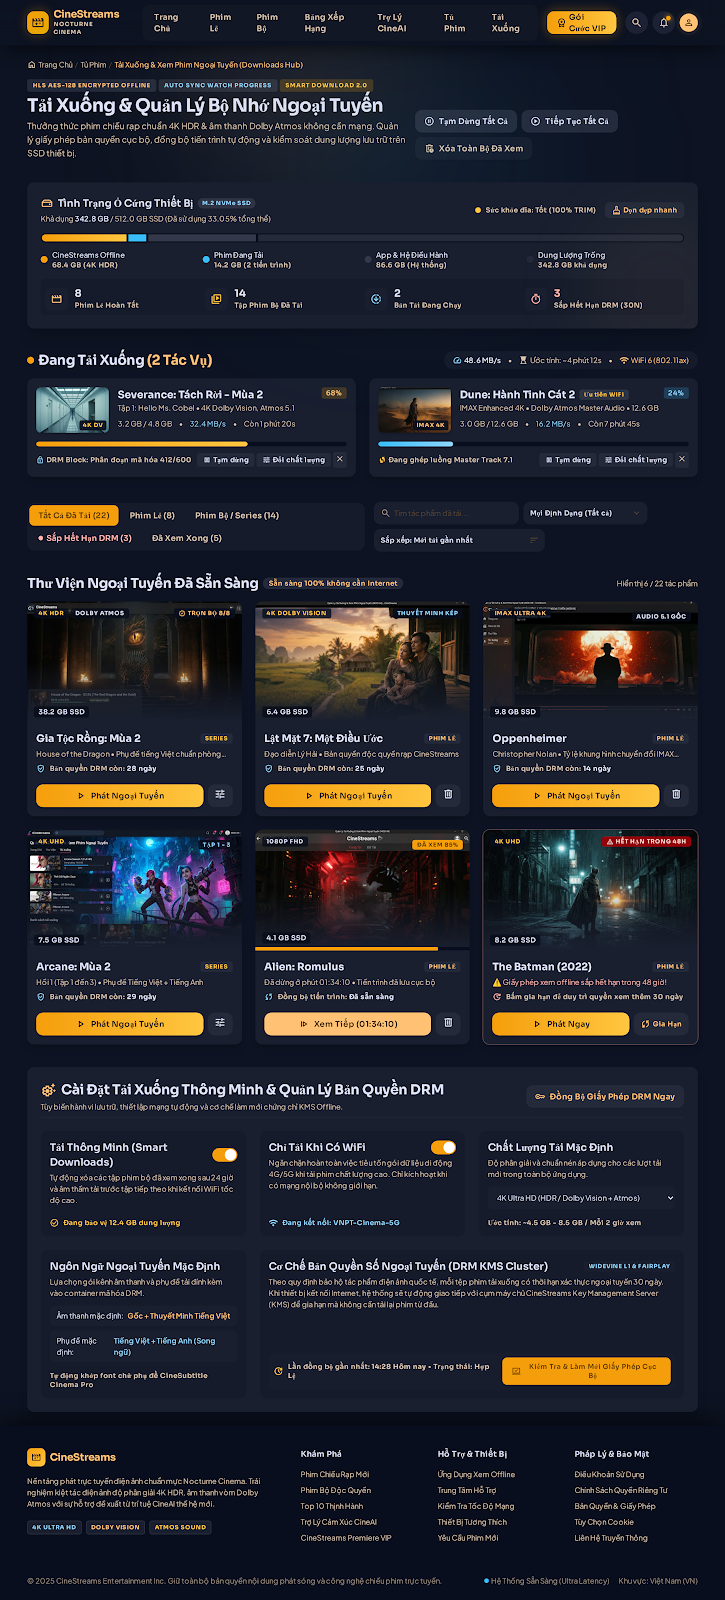 CineStreams
NOCTURNE CINEMA
Trang Chủ
Phim Lẻ
Phim Bộ
Bảng Xếp Hạng
Trợ Lý CineAI
Tủ Phim
Tải Xuống
Gói Cước VIP
Trang Chủ / Tủ Phim / Tải Xuống & Xem Phim Ngoại Tuyến (Downloads Hub)
HLS AES-128 ENCRYPTED OFFLINE
AUTO SYNC WATCH PROGRESS
SMART DOWNLOAD 2.0
Tải Xuống & Quản Lý Bộ Nhớ Ngoại Tuyến
Thưởng thức phim chiếu rạp chuẩn 4K HDR & âm thanh Dolby Atmos không cần mạng. Quản
lý giấy phép bản quyền cục bộ, đồng bộ tiến trình tự động và kiểm soát dung lượng lưu trữ trên
SSD thiết bị.
Tạm Dừng Tất Cả
Tiếp Tục Tất Cả
Xóa Toàn Bộ Đã Xem
Tình Trạng Ổ Cứng Thiết Bị
M.2 NVMe SSD
Khả dụng 342.8 GB / 512.0 GB SSD (Đã sử dụng 33.05% tổng thể)
Sức khỏe đĩa: Tốt (100% TRIM)
Dọn dẹp nhanh
CineStreams Offline
68.4 GB (4K HDR)
Phim Đang Tải
14.2 GB (2 tiến trình)
App & Hệ Điều Hành
86.6 GB (Hệ thống)
Dung Lượng Trống
342.8 GB khả dụng
8
Phim Lẻ Hoàn Tất
14
Tập Phim Bộ Đã Tải
2
Bản Tải Đang Chạy
3
Sắp Hết Hạn DRM (30N)
Đang Tải Xuống (2 Tác Vụ)
48.6 MB/s • Ước tính: ~4 phút 12s • WiFi 6 (802.11ax)
4K DV
Severance: Tách Rời - Mùa 2
68%
Tập 1: Hello Ms. Cobel • 4K Dolby Vision, Atmos 5.1
3.2 GB / 4.8 GB • 32.4 MB/s • Còn 1 phút 20s
DRM Block: Phân đoạn mã hóa 412/600
Tạm dừng
Đổi chất lượng
IMAX 4K
Dune: Hành Tinh Cát 2
Ưu tiên WIFI
24%
IMAX Enhanced 4K • Dolby Atmos Master Audio • 12.6 GB
3.0 GB / 12.6 GB • 16.2 MB/s • Còn 7 phút 45s
Đang ghép luồng Master Track 7.1
Tạm dừng
Đổi chất lượng
Tất Cả Đã Tải (22)
Phim Lẻ (8)
Phim Bộ / Series (14)
Sắp Hết Hạn DRM (3)
Đã Xem Xong (5)
Tìm tác phẩm đã tải...
Mọi Định Dạng (Tất cả)
Sắp xếp: Mới tải gần nhất
Thư Viện Ngoại Tuyến Đã Sẵn Sàng
Sẵn sàng 100% không cần Internet
Hiển thị 6 / 22 tác phẩm
4K HDR
DOLBY ATMOS
TRỌN BỘ 8/8
38.2 GB SSD
Gia Tộc Rồng: Mùa 2
SERIES
House of the Dragon • Phụ đề tiếng Việt chuẩn phòng...
Bản quyền DRM còn: 28 ngày
Phát Ngoại Tuyến
4K DOLBY VISION
THUYẾT MINH KÉP
6.4 GB SSD
Lật Mặt 7: Một Điều Ước
PHIM LẺ
Đạo diễn Lý Hải • Bản quyền độc quyền rạp CineStreams
Bản quyền DRM còn: 25 ngày
Phát Ngoại Tuyến
IMAX ULTRA 4K
AUDIO 5.1 GỐC
9.8 GB SSD
Oppenheimer
PHIM LẺ
Christopher Nolan • Tỷ lệ khung hình chuyển đổi IMAX...
Bản quyền DRM còn: 14 ngày
Phát Ngoại Tuyến
4K UHD
TẬP 1 - 3
7.5 GB SSD
Arcane: Mùa 2
SERIES
Hồi 1 (Tập 1 đến 3) • Phụ đề Tiếng Việt + Tiếng Anh
Bản quyền DRM còn: 29 ngày
Phát Ngoại Tuyến
1080P FHD
CineStreams
ĐÃ XEM 85%
4.1 GB SSD
Alien: Romulus
PHIM LẺ
Đã dừng ở phút 01:34:10 • Tiến trình đã lưu cục bộ
Đồng bộ tiến trình: Đã sẵn sàng
Xem Tiếp (01:34:10)
4K UHD
HẾT HẠN TRONG 48H
8.2 GB SSD
The Batman (2022)
PHIM LẺ
Giấy phép xem offline sắp hết hạn trong 48 giờ!
Bấm gia hạn để duy trì quyền xem thêm 30 ngày
Phát Ngay
Gia Hạn
Cài Đặt Tải Xuống Thông Minh & Quản Lý Bản Quyền DRM
Tùy biến hành vi lưu trữ, thiết lập mạng tự động và cơ chế làm mới chứng chỉ KMS Offline.
Đồng Bộ Giấy Phép DRM Ngay
Tải Thông Minh (Smart
Downloads)
Tự động xóa các tập phim bộ đã xem xong sau 24 giờ
và âm thầm tải trước tập tiếp theo khi kết nối WiFi tốc
độ cao.
Đang bảo vệ 12.4 GB dung lượng
Chỉ Tải Khi Có WiFi
Ngăn chặn hoàn toàn việc tiêu tốn gói dữ liệu di động
4G/5G khi tải phim chất lượng cao. Chỉ kích hoạt khi
có mạng nội bộ không giới hạn.
Đang kết nối: VNPT-Cinema-5G
Chất Lượng Tải Mặc Định
Độ phân giải và chuẩn nén áp dụng cho các lượt tải
mới trong toàn bộ ứng dụng.
4K Ultra HD (HDR / Dolby Vision + Atmos)
Ước tính: ~4.5 GB - 8.5 GB / Mỗi 2 giờ xem
Ngôn Ngữ Ngoại Tuyến Mặc Định
Lựa chọn gói kênh âm thanh và phụ đề tải đính kèm
vào container mã hóa DRM.
Âm thanh mặc định: Gốc + Thuyết Minh Tiếng Việt
Phụ đề mặc định: Tiếng Việt + Tiếng Anh (Song ngữ)
Tự động khớp font chữ phụ đề CineSubtitle
Cinema Pro
Cơ Chế Bản Quyền Số Ngoại Tuyến (DRM KMS Cluster)
WIDEVINE L1 & FAIRPLAY
Theo quy định bảo hộ tác phẩm điện ảnh quốc tế, mỗi tệp phim tải xuống có thời hạn xác thực ngoại tuyến 30 ngày.
Khi thiết bị kết nối Internet, hệ thống sẽ tự động giao tiếp với cụm máy chủ CineStreams Key Management Server
(KMS) để gia hạn mà không cần tải lại phim từ đầu.
Lần đồng bộ gần nhất: 14:28 Hôm nay • Trạng thái: Hợp
Lệ
Kiểm Tra & Làm Mới Giấy Phép Cục
Bộ
CineStreams
Nền tảng phát trực tuyến điện ảnh chuẩn mực Nocturne Cinema. Trải
nghiệm kiệt tác điện ảnh độ phân giải 4K HDR, âm thanh vòm Dolby
Atmos với sự hỗ trợ đề xuất từ trí tuệ CineAI thế hệ mới.
4K ULTRA HD
DOLBY VISION
ATMOS SOUND
Khám Phá
Phim Chiếu Rạp Mới
Phim Bộ Độc Quyền
Top 10 Thịnh Hành
Trợ Lý Cảm Xúc CineAI
CineStreams Premiere VIP
Hỗ Trợ & Thiết Bị
Ứng Dụng Xem Offline
Trung Tâm Hỗ Trợ
Kiểm Tra Tốc Độ Mạng
Thiết Bị Tương Thích
Yêu Cầu Phim Mới
Pháp Lý & Bảo Mật
Điều Khoản Sử Dụng
Chính Sách Quyền Riêng Tư
Bản Quyền & Giấy Phép
Tùy Chọn Cookie
Liên Hệ Truyền Thông
© 2025 CineStreams Entertainment Inc. Giữ toàn bộ bản quyền nội dung phát sóng và công nghệ chiếu phim trực tuyến.
Hệ Thống Sẵn Sàng (Ultra Latency)
Khu vực: Việt Nam (VN)